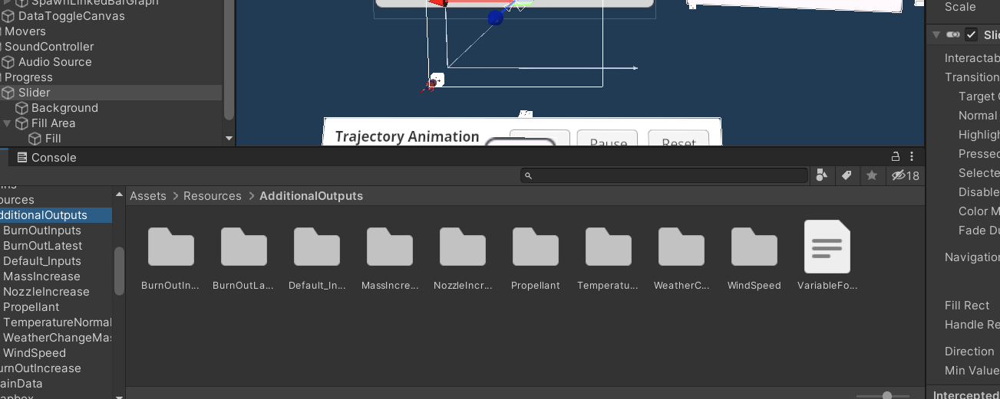 SpawnLinkedBarGraph
DataToggleCanvas
Movers
SoundController
Audio Source
Progress
Slider
Background
Fill Area
Fill
Trajectory Animation
Pause
Reset
Scale
Slid
Interactab
Transition
Target G
Normal
Highligh
Pressed
Selecte
Disable
Color M
Fade Du
Navigation
Fill Rect
Handle Re
Direction
Min Value
Intercepted
Console
18
ources
dditionalOutputs
BurnOutInputs
BurnOutLatest
Default_Inputs
MassIncrease
NozzleIncrease
Propellant
TemperatureNormal
WeatherChangeMas
WindSpeed
urnOutIncrease
ainData
apbox
Assets > Resources > AdditionalOutputs
BurnOutIn...
BurnOutLa...
Default_In...
MassIncre...
NozzleIncr...
Propellant
Temperatu...
WeatherC...
WindSpeed
VariableFo...